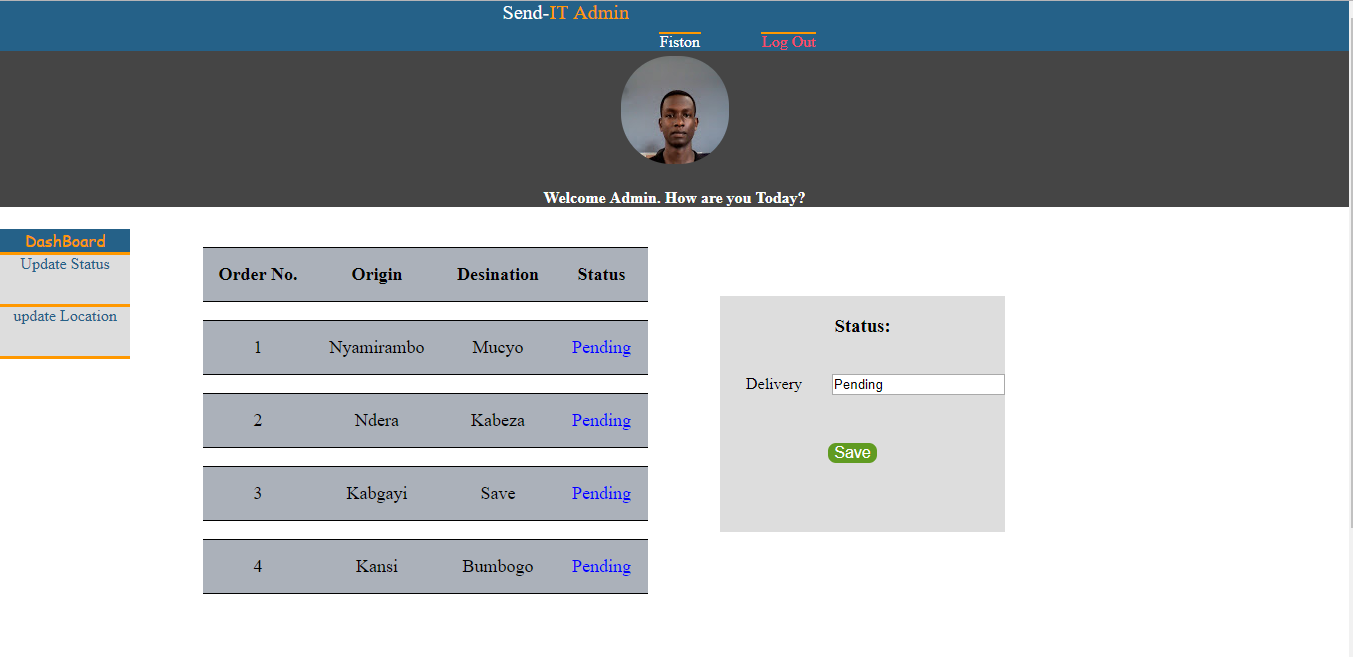 Send-IT Admin
Fiston Log Out
Welcome Admin. How are you Today?
DashBoard
Update Status
update Location
Order No. Origin Desination Status
1 Nyamirambo Mucyo Pending
2 Ndera Kabeza Pending
3 Kabgayi Save Pending
4 Kansi Bumbogo Pending
Status:
Delivery Pending
Save